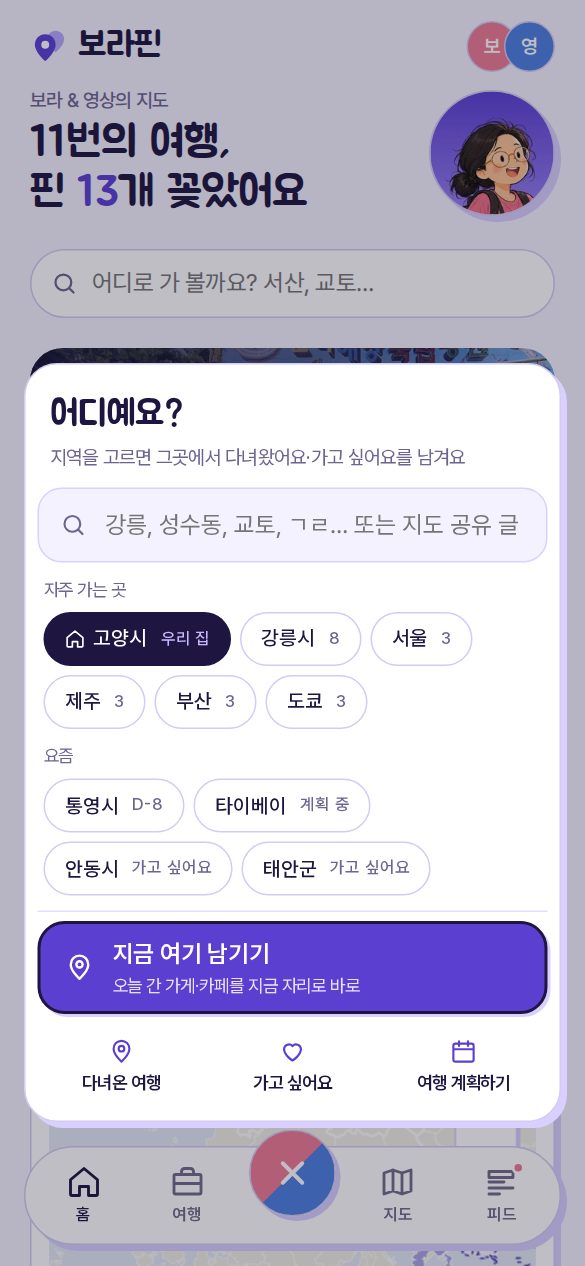 보라핀
보 영
보라 & 영상의 지도
11번의 여행,
핀 13개 꽂았어요
어디로 가 볼까요? 서산, 교토...
어디예요?
지역을 고르면 그곳에서 다녀왔어요·가고 싶어요를 남겨요
강릉, 성수동, 교토, ㄱㄹ... 또는 지도 공유 글
자주 가는 곳
고양시 우리 집 강릉시 8 서울 3
제주 3 부산 3 도쿄 3
요즘
통영시 D-8 타이베이 계획 중
안동시 가고 싶어요 태안군 가고 싶어요
지금 여기 남기기
오늘 간 가게·카페를 지금 자리로 바로
다녀온 여행 가고 싶어요 여행 계획하기
홈 여행 지도 피드